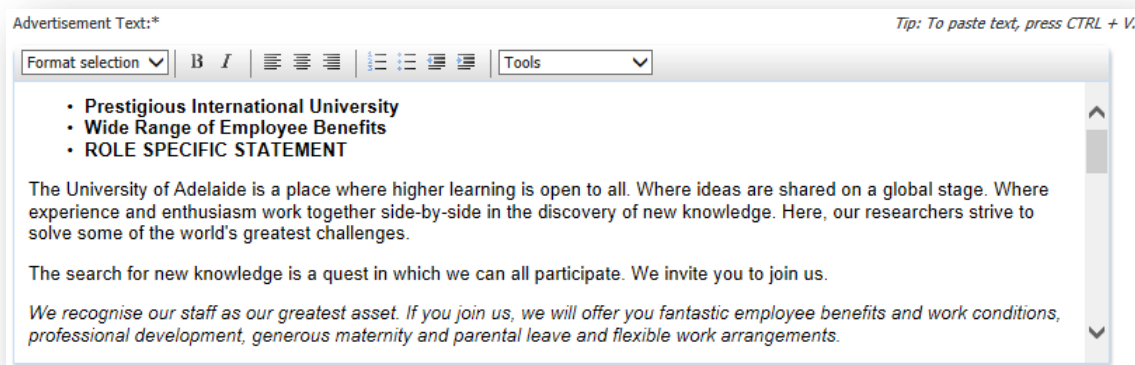 Advertisement Text:*
Tip: To paste text, press CTRL + V.
Format selection
B I
Tools
• Prestigious International University
• Wide Range of Employee Benefits
• ROLE SPECIFIC STATEMENT
The University of Adelaide is a place where higher learning is open to all. Where ideas are shared on a global stage. Where
experience and enthusiasm work together side-by-side in the discovery of new knowledge. Here, our researchers strive to
solve some of the world's greatest challenges.
The search for new knowledge is a quest in which we can all participate. We invite you to join us.
We recognise our staff as our greatest asset. If you join us, we will offer you fantastic employee benefits and work conditions,
professional development, generous maternity and parental leave and flexible work arrangements.